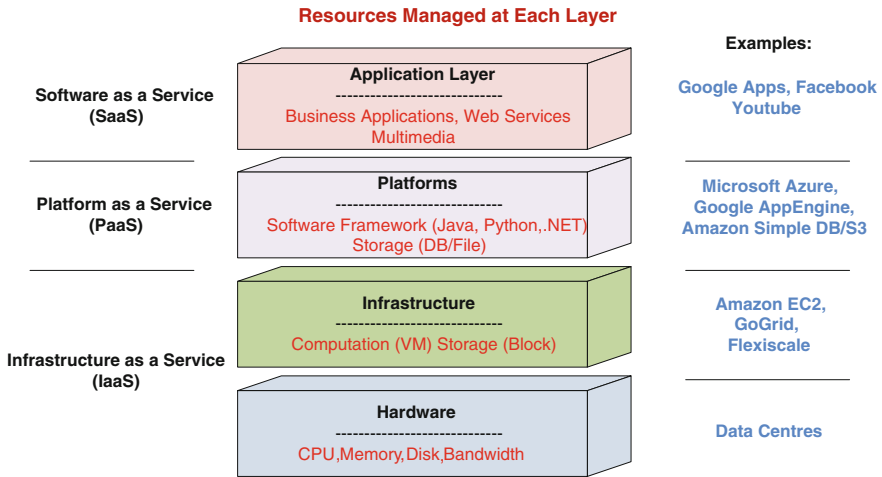 Resources Managed at Each Layer
Examples:
Software as a Service
(SaaS)
Application Layer
----------------------------
Business Applications, Web Services
Multimedia
Google Apps, Facebook
Youtube
Platform as a Service
(PaaS)
Platforms
----------------------------
Software Framework (Java, Python,.NET)
Storage (DB/File)
Microsoft Azure,
Google AppEngine,
Amazon Simple DB/S3
Infrastructure as a Service
(IaaS)
Infrastructure
----------------------------
Computation (VM) Storage (Block)
Amazon EC2,
GoGrid,
Flexiscale
Hardware
----------------------------
CPU,Memory,Disk,Bandwidth
Data Centres